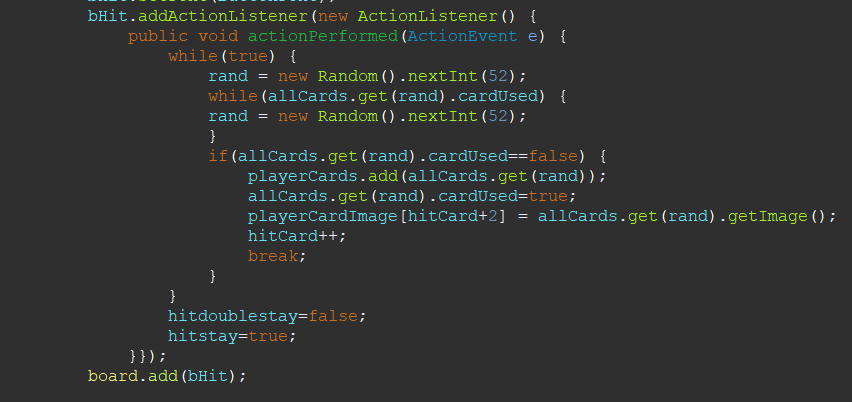 bHit.addActionListener(new ActionListener() {
public void actionPerformed(ActionEvent e) {
while(true) {
rand = new Random().nextInt(52);
while(allCards.get(rand).cardUsed) {
rand = new Random().nextInt(52);
}
if(allCards.get(rand).cardUsed==false) {
playerCards.add(allCards.get(rand));
allCards.get(rand).cardUsed=true;
playerCardImage[hitCard+2] = allCards.get(rand).getImage();
hitCard++;
break;
}
}
hitdoublestay=false;
hitstay=true;
}});
board.add(bHit);